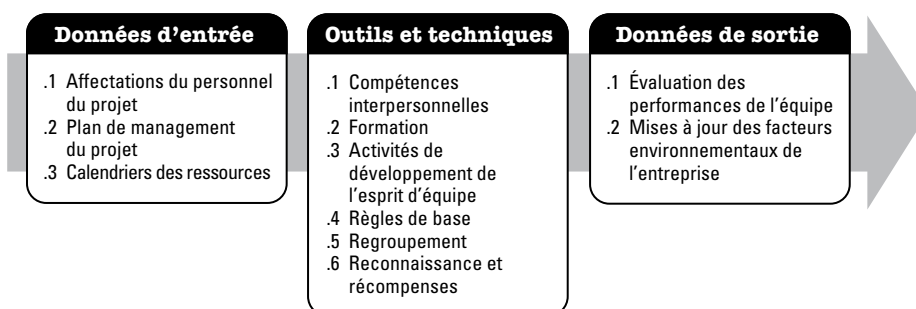 Données d'entrée
.1 Affectations du personnel
du projet
.2 Plan de management
du projet
.3 Calendriers des ressources
Outils et techniques
.1 Compétences
interpersonnelles
.2 Formation
.3 Activités de
développement de
l'esprit d'équipe
.4 Règles de base
.5 Regroupement
.6 Reconnaissance et
récompenses
Données de sortie
.1 Évaluation des
performances de l'équipe
.2 Mises à jour des facteurs
environnementaux de
l'entreprise